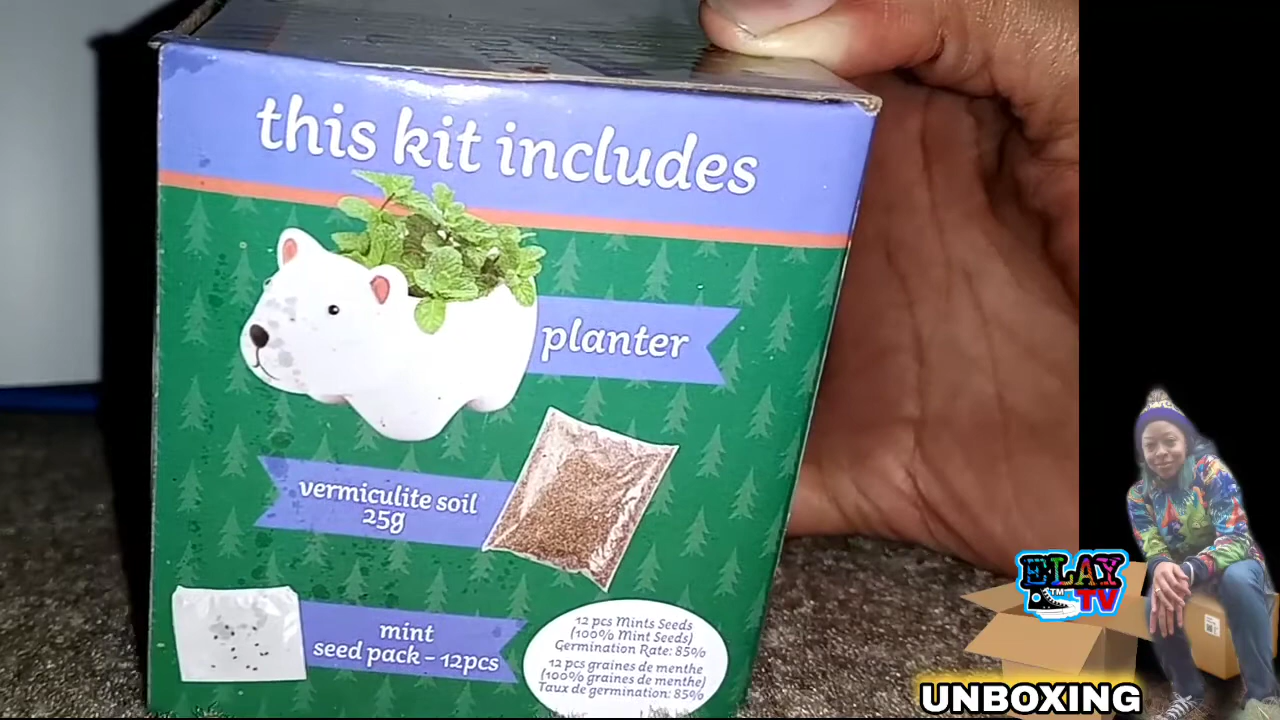 this kit includes
planter
vermiculite soil
25g
mint
seed pack - 12pcs
12 pcs Mints Seeds
(100% Mint Seeds)
Germination Rate: 85%
12 pcs graines de menthe
(100% graines de menthe)
Taux de germination: 85%
ELAY
TM
TV
UNBOXING